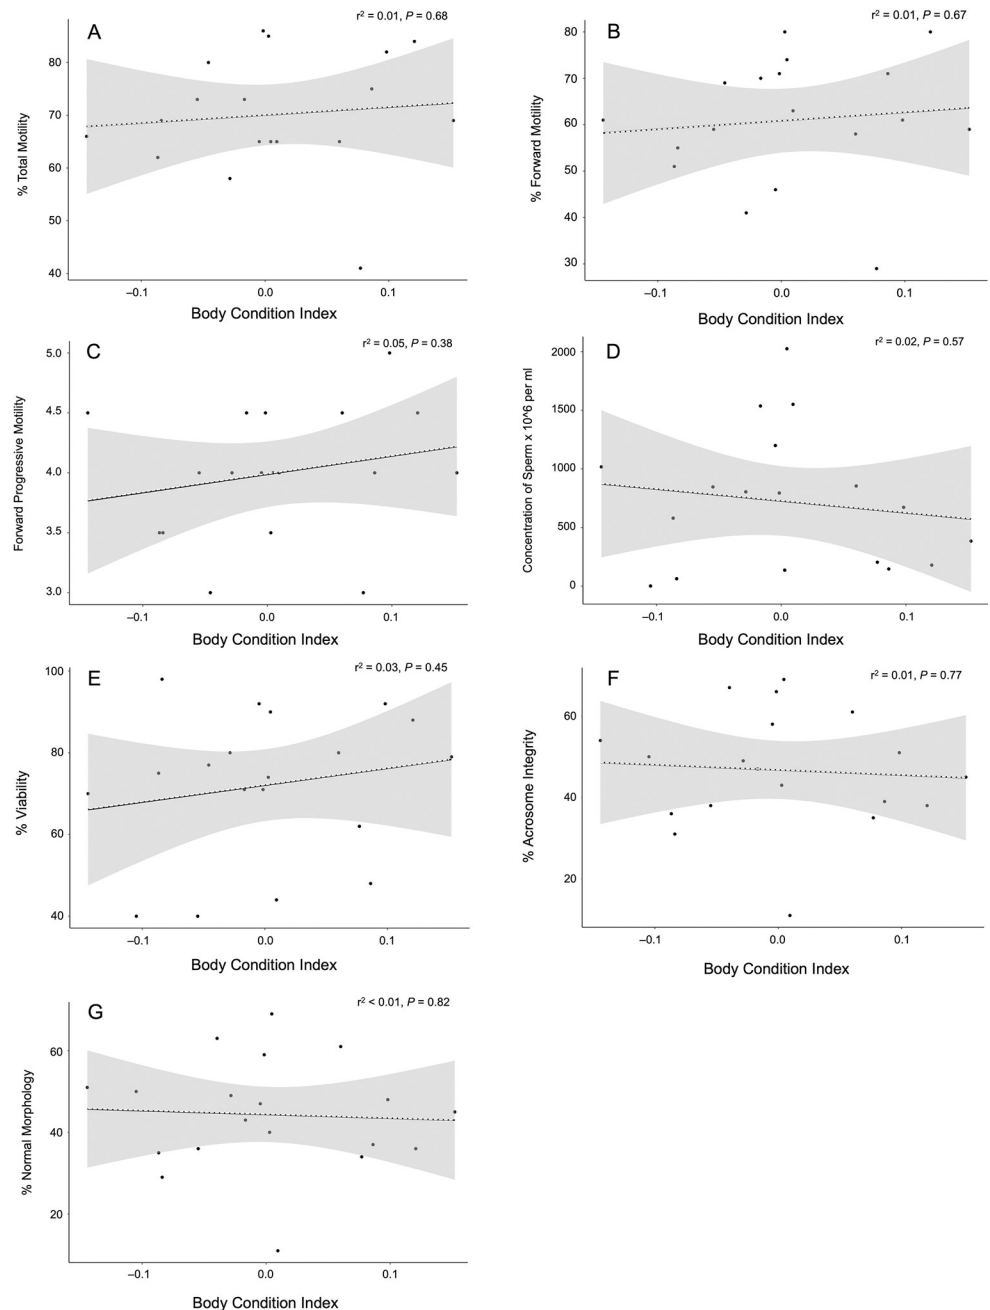 A
r² = 0.01, P = 0.68
% Total Motility
80
70
60
50
40
–0.1
0.0
0.1
Body Condition Index
B
r² = 0.01, P = 0.67
% Forward Motility
80
70
60
50
40
30
–0.1
0.0
0.1
Body Condition Index
C
r² = 0.05, P = 0.38
Forward Progressive Motility
5.0
4.5
4.0
3.5
3.0
–0.1
0.0
0.1
Body Condition Index
D
r² = 0.02, P = 0.57
Concentration of Sperm x 10^6 per ml
2000
1500
1000
500
0
–0.1
0.0
0.1
Body Condition Index
E
r² = 0.03, P = 0.45
% Viability
100
80
60
40
–0.1
0.0
0.1
Body Condition Index
F
r² = 0.01, P = 0.77
% Acrosome Integrity
60
40
20
–0.1
0.0
0.1
Body Condition Index
G
r² < 0.01, P = 0.82
% Normal Morphology
60
40
20
–0.1
0.0
0.1
Body Condition Index